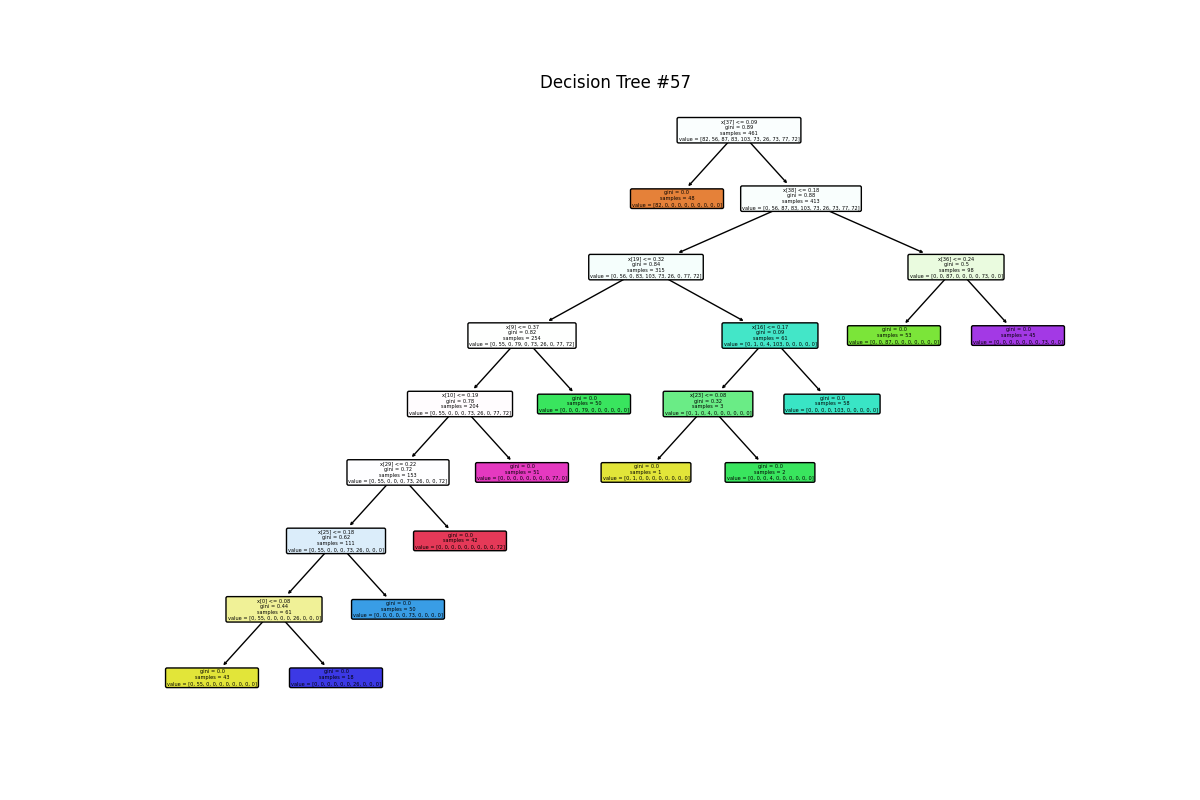 Decision Tree #57
x[37] <= 0.09
gini = 0.89
samples = 461
value = [82, 56, 87, 83, 103, 73, 26, 73, 77, 72]
gini = 0.0
samples = 48
value = [82, 0, 0, 0, 0, 0, 0, 0, 0, 0]
x[38] <= 0.18
gini = 0.88
samples = 413
value = [0, 56, 87, 83, 103, 73, 26, 73, 77, 72]
x[19] <= 0.32
gini = 0.84
samples = 315
value = [0, 56, 0, 83, 103, 73, 26, 0, 77, 72]
x[36] <= 0.24
gini = 0.5
samples = 98
value = [0, 0, 87, 0, 0, 0, 0, 73, 0, 0]
x[9] <= 0.37
gini = 0.82
samples = 254
value = [0, 55, 0, 79, 0, 73, 26, 0, 77, 72]
x[16] <= 0.17
gini = 0.09
samples = 61
value = [0, 1, 0, 4, 103, 0, 0, 0, 0, 0]
gini = 0.0
samples = 53
value = [0, 0, 87, 0, 0, 0, 0, 0, 0, 0]
gini = 0.0
samples = 45
value = [0, 0, 0, 0, 0, 0, 0, 73, 0, 0]
x[10] <= 0.19
gini = 0.78
samples = 204
value = [0, 55, 0, 0, 0, 73, 26, 0, 77, 72]
gini = 0.0
samples = 50
value = [0, 0, 0, 79, 0, 0, 0, 0, 0, 0]
x[23] <= 0.08
gini = 0.32
samples = 3
value = [0, 1, 0, 4, 0, 0, 0, 0, 0, 0]
gini = 0.0
samples = 58
value = [0, 0, 0, 0, 103, 0, 0, 0, 0, 0]
x[29] <= 0.22
gini = 0.72
samples = 153
value = [0, 55, 0, 0, 0, 73, 26, 0, 0, 72]
gini = 0.0
samples = 51
value = [0, 0, 0, 0, 0, 0, 0, 0, 77, 0]
gini = 0.0
samples = 1
value = [0, 1, 0, 0, 0, 0, 0, 0, 0, 0]
gini = 0.0
samples = 2
value = [0, 0, 0, 4, 0, 0, 0, 0, 0, 0]
x[25] <= 0.18
gini = 0.62
samples = 111
value = [0, 55, 0, 0, 0, 73, 26, 0, 0, 0]
gini = 0.0
samples = 42
value = [0, 0, 0, 0, 0, 0, 0, 0, 0, 72]
x[0] <= 0.08
gini = 0.44
samples = 61
value = [0, 55, 0, 0, 0, 0, 26, 0, 0, 0]
gini = 0.0
samples = 50
value = [0, 0, 0, 0, 0, 73, 0, 0, 0, 0]
gini = 0.0
samples = 43
value = [0, 55, 0, 0, 0, 0, 0, 0, 0, 0]
gini = 0.0
samples = 18
value = [0, 0, 0, 0, 0, 0, 26, 0, 0, 0]